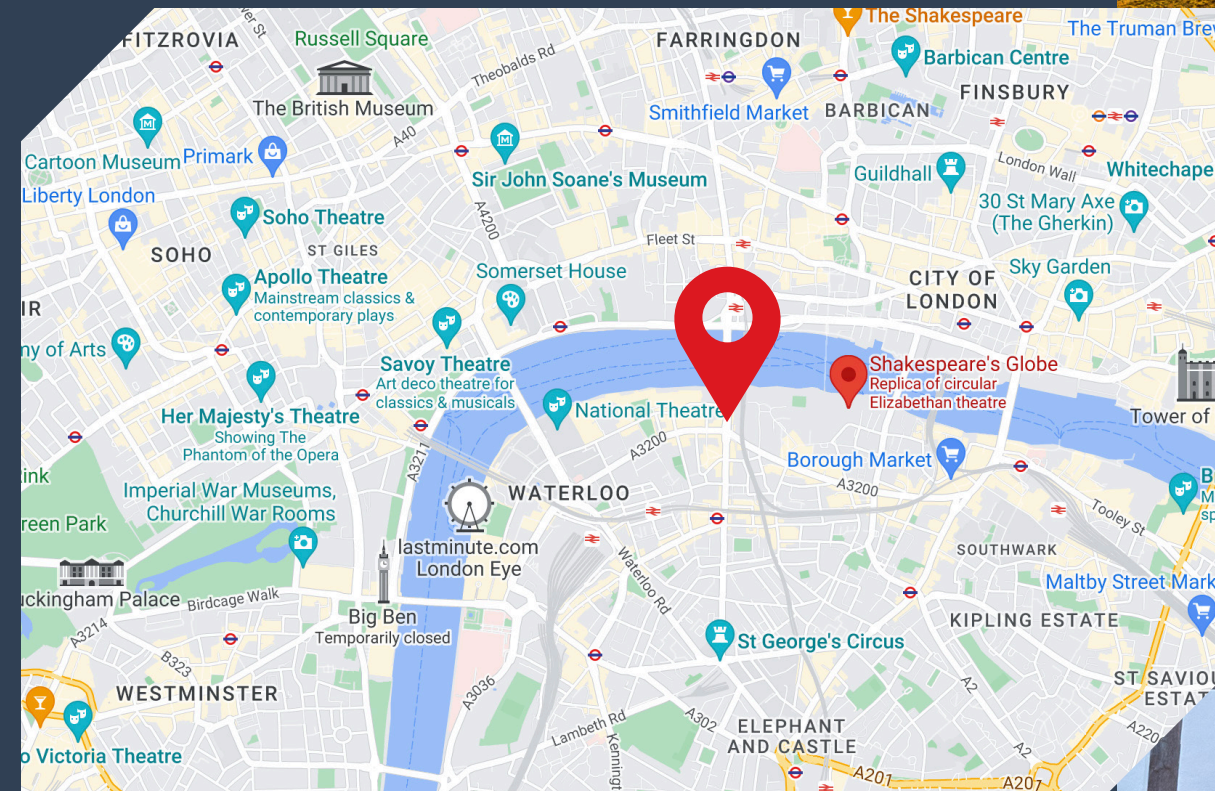 The Shakespeare
FITZROVIA
Russell Square
FARRINGDON
The Truman Brew
Barbican Centre
Theobalds Rd
FINSBURY
The British Museum
Smithfield Market
BARBICAN
A40
Cartoon Museum
Primark
London Wall
Whitechape
Guildhall
Sir John Soane's Museum
Liberty London
30 St Mary Axe
(The Gherkin)
Soho Theatre
A4200
Fleet St
SOHO
ST GILES
Apollo Theatre
Mainstream classics &
contemporary plays
Somerset House
Sky Garden
CITY OF
LONDON
IR
ny of Arts
Savoy Theatre
Art deco theatre for
classics & musicals
Shakespeare's Globe
Replica of circular
Elizabethan theatre
National Theatre
Her Majesty's Theatre
Showing The
Phantom of the Opera
Tower of
A3200
A3211
Borough Market
A3200
ink
Imperial War Museums,
Churchill War Rooms
WATERLOO
B
M
sp
reen Park
Tooley St
lastminute.com
London Eye
SOUTHWARK
Waterloo Rd
Maltby Street Mark
uckingham Palace
Birdcage Walk
Big Ben
Temporarily closed
KIPLING ESTATE
A3214
St George's Circus
B323
WESTMINSTER
A3036
A2
ST SAVIOU
ESTAT
Lambeth Rd
A302
ELEPHANT
AND CASTLE
A220
Kenningt
A2
o Victoria Theatre
A201
A207